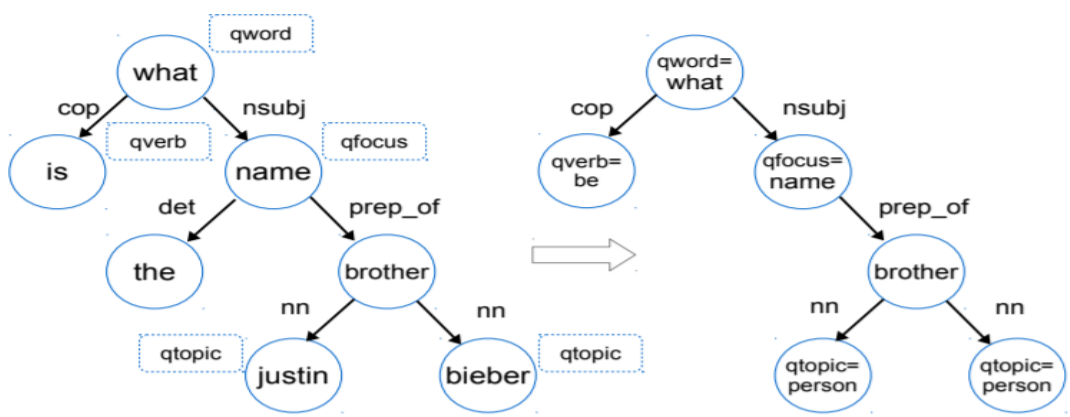 qword
what
cop
nsubj
is
qverb
name
qfocus
det
prep_of
the
brother
nn
nn
qtopic
justin
bieber
qtopic
qword=
what
cop
nsubj
qverb=
be
qfocus=
name
prep_of
brother
nn
nn
qtopic=
person
qtopic=
person